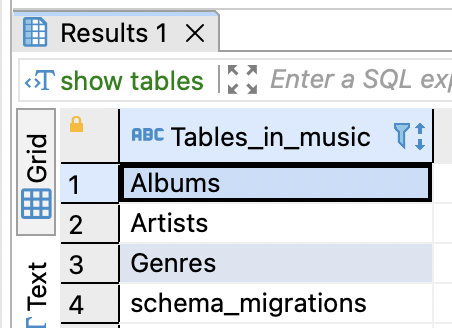 Results 1
show tables
Enter a SQL exp
Grid
Text
ABC Tables_in_music
1 Albums
2 Artists
3 Genres
4 schema_migrations